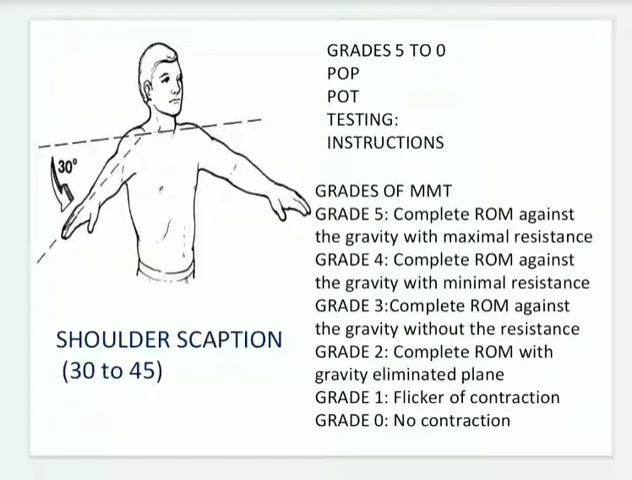 GRADES 5 TO 0
POP
POT
TESTING:
INSTRUCTIONS
30°
GRADES OF MMT
GRADE 5: Complete ROM against
the gravity with maximal resistance
GRADE 4: Complete ROM against
the gravity with minimal resistance
GRADE 3:Complete ROM against
the gravity without the resistance
GRADE 2: Complete ROM with
gravity eliminated plane
GRADE 1: Flicker of contraction
GRADE 0: No contraction
SHOULDER SCAPTION
(30 to 45)